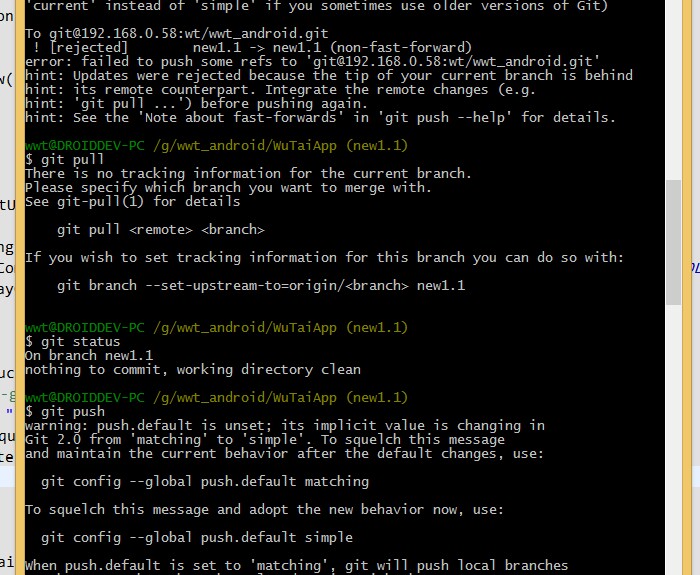 'current' instead of 'simple' if you sometimes use older versions of Git)
To git@192.168.0.58:wt/wwt_android.git
 ! [rejected]        new1.1 -> new1.1 (non-fast-forward)
error: failed to push some refs to 'git@192.168.0.58:wt/wwt_android.git'
hint: Updates were rejected because the tip of your current branch is behind
hint: its remote counterpart. Integrate the remote changes (e.g.
hint: 'git pull ...') before pushing again.
hint: See the 'Note about fast-forwards' in 'git push --help' for details.
wwt@DROIDDEV-PC /g/wwt_android/WuTaiApp (new1.1)
$ git pull
There is no tracking information for the current branch.
Please specify which branch you want to merge with.
See git-pull(1) for details
    git pull <remote> <branch>
If you wish to set tracking information for this branch you can do so with:
    git branch --set-upstream-to=origin/<branch> new1.1
wwt@DROIDDEV-PC /g/wwt_android/WuTaiApp (new1.1)
$ git status
On branch new1.1
nothing to commit, working directory clean
wwt@DROIDDEV-PC /g/wwt_android/WuTaiApp (new1.1)
$ git push
warning: push.default is unset; its implicit value is changing in
Git 2.0 from 'matching' to 'simple'. To squelch this message
and maintain the current behavior after the default changes, use:
  git config --global push.default matching
To squelch this message and adopt the new behavior now, use:
  git config --global push.default simple
When push.default is set to 'matching', git will push local branches